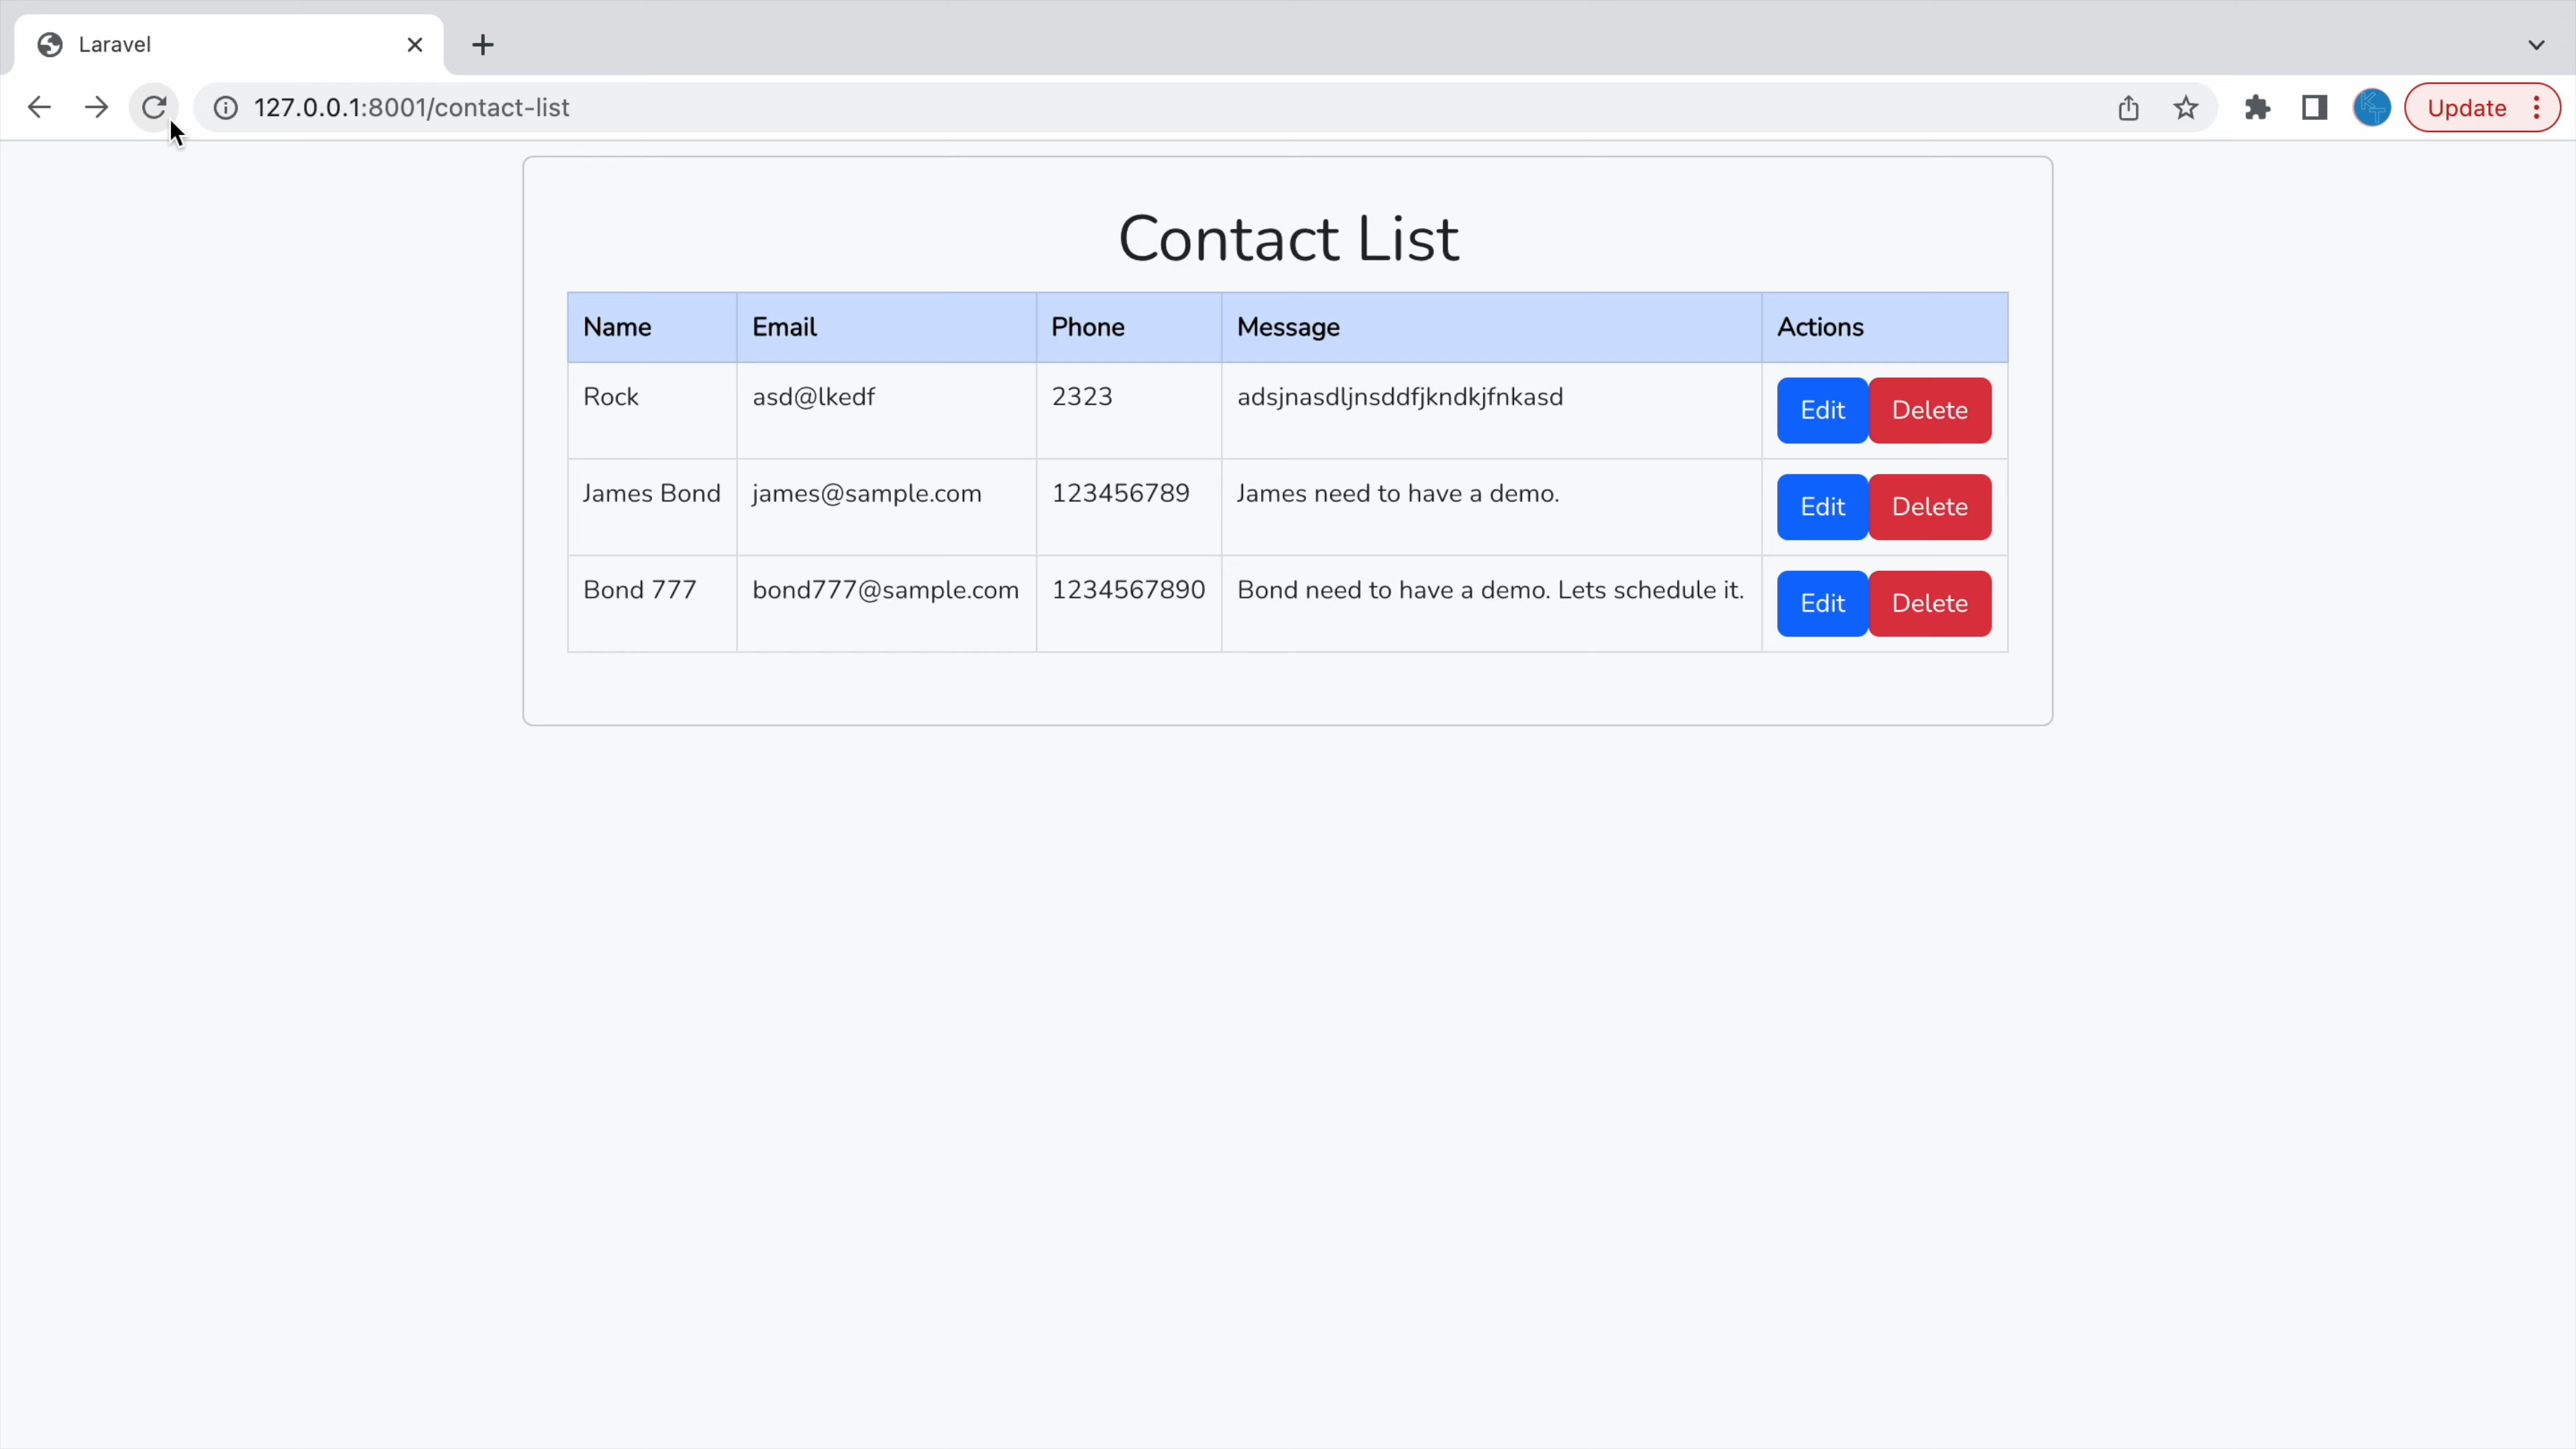 Laravel
127.0.0.1:8001/contact-list
Update
Contact List
Name Email Phone Message Actions
Rock asd@lkedf 2323 adsjnasdljnsddfjkndkjfnkasd Edit Delete
James Bond james@sample.com 123456789 James need to have a demo. Edit Delete
Bond 777 bond777@sample.com 1234567890 Bond need to have a demo. Lets schedule it. Edit Delete